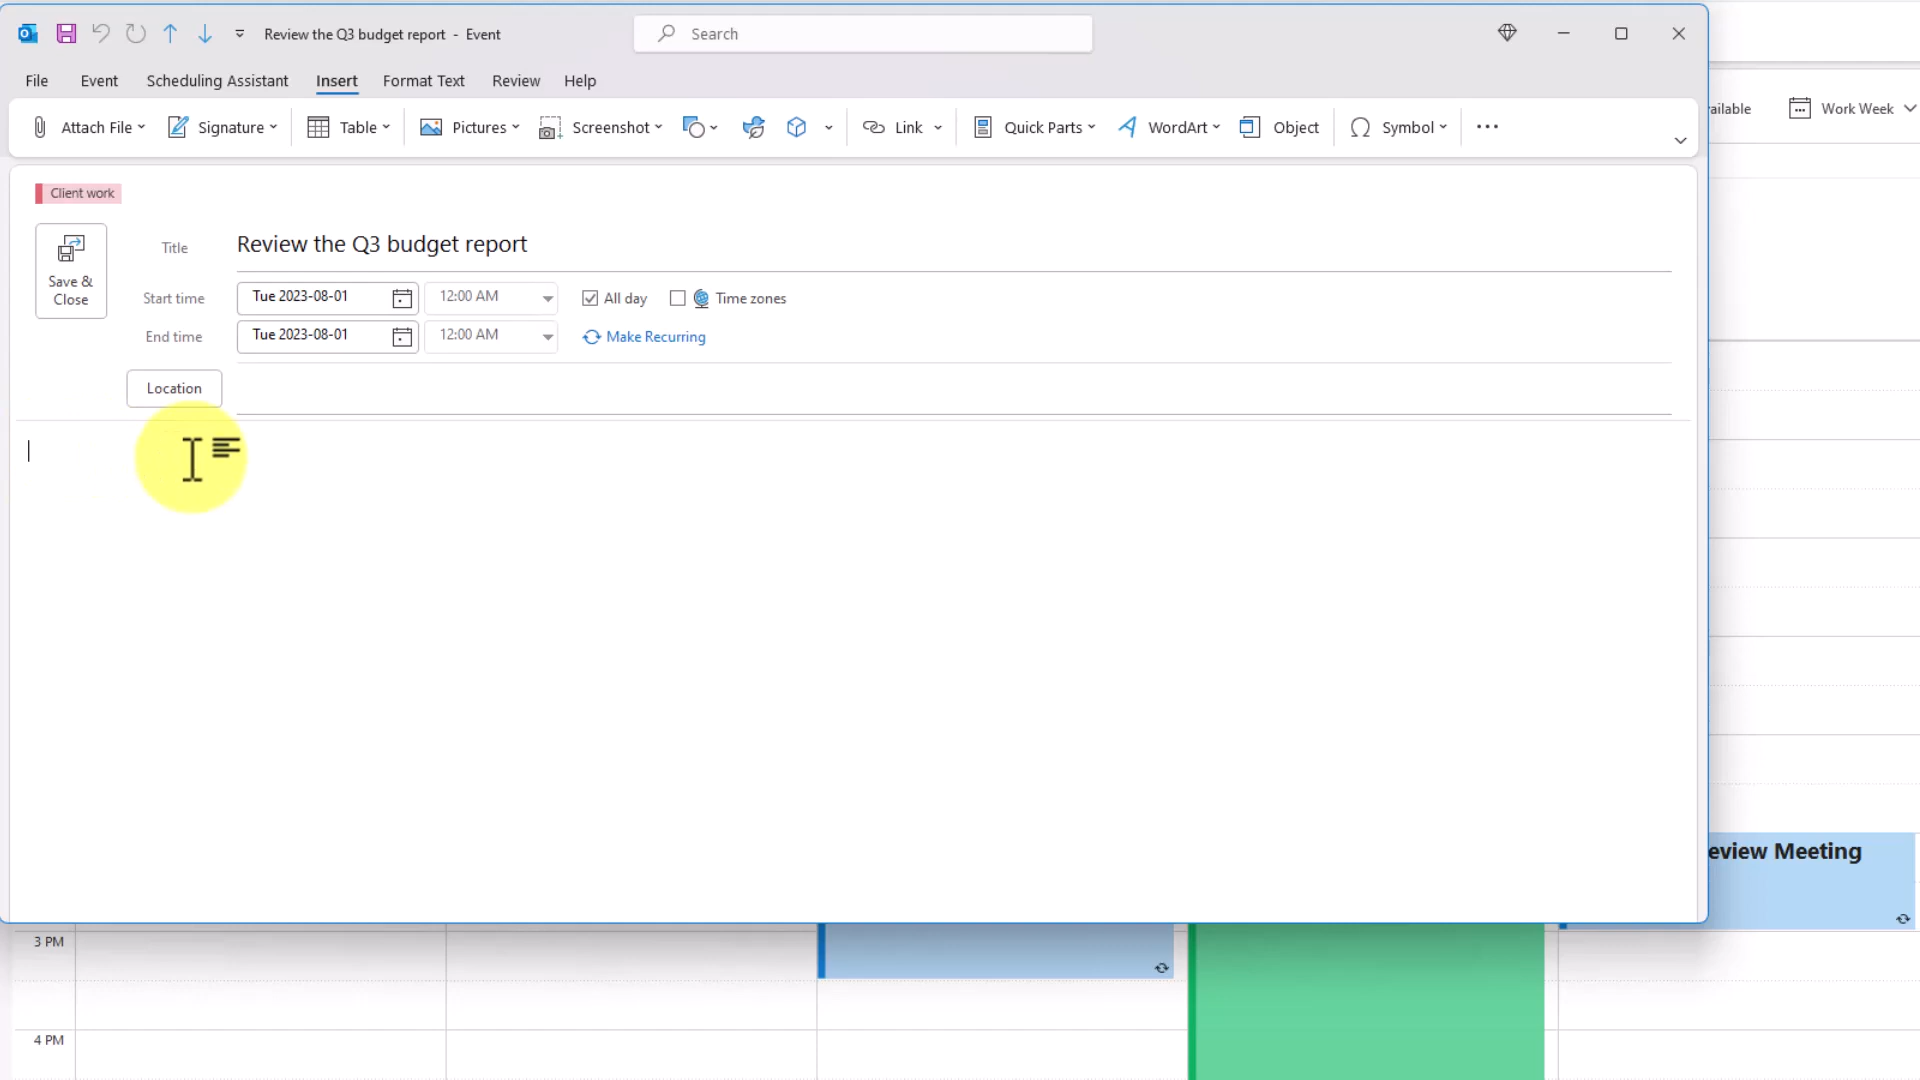 Review the Q3 budget report - Event
Search
File Event Scheduling Assistant Insert Format Text Review Help
Attach File Signature Table Pictures Screenshot Link Quick Parts WordArt Object Symbol
ailable Work Week
Client work
Save & Close
Title Review the Q3 budget report
Start time Tue 2023-08-01 12:00 AM All day Time zones
End time Tue 2023-08-01 12:00 AM Make Recurring
Location
eview Meeting
3 PM
4 PM